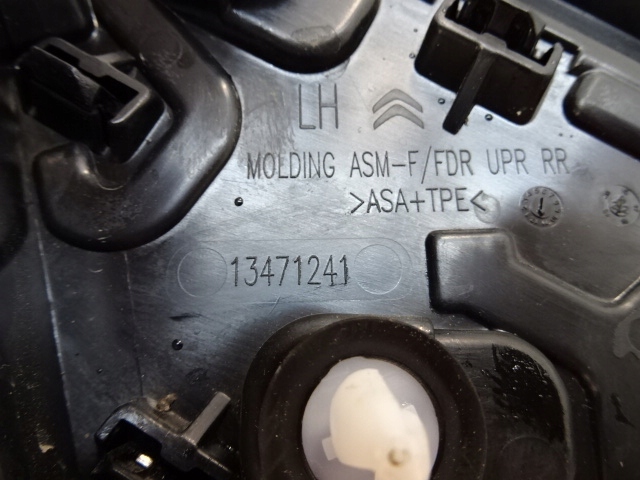 LH
MOLDING ASM-F/FDR UPR RR
>ASA+TPE<
13471241